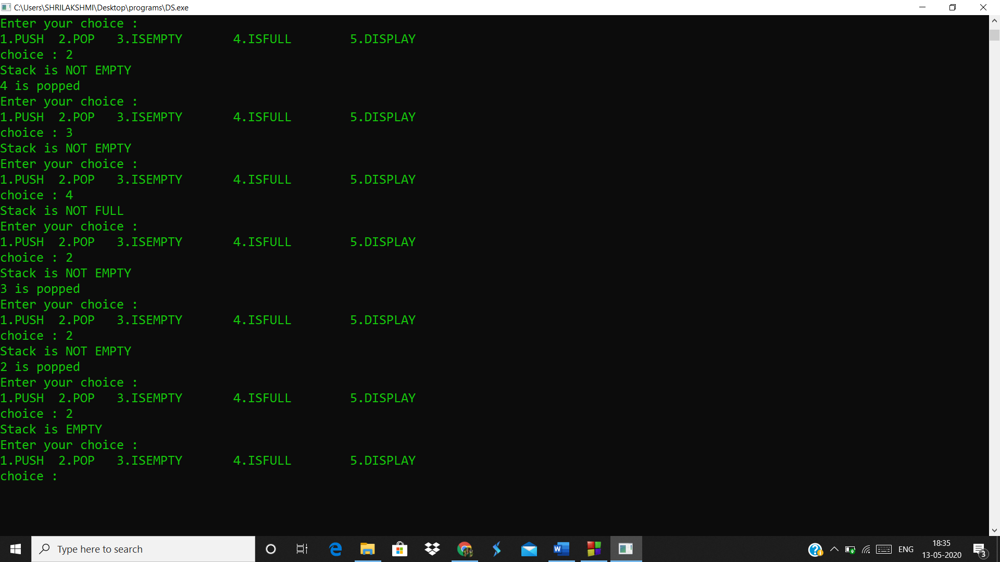 C:\Users\SHRILAKSHMI\Desktop\programs\DS.exe
Enter your choice :
1.PUSH  2.POP   3.ISEMPTY       4.ISFULL        5.DISPLAY
choice : 2
Stack is NOT EMPTY
4 is popped
Enter your choice :
1.PUSH  2.POP   3.ISEMPTY       4.ISFULL        5.DISPLAY
choice : 3
Stack is NOT EMPTY
Enter your choice :
1.PUSH  2.POP   3.ISEMPTY       4.ISFULL        5.DISPLAY
choice : 4
Stack is NOT FULL
Enter your choice :
1.PUSH  2.POP   3.ISEMPTY       4.ISFULL        5.DISPLAY
choice : 2
Stack is NOT EMPTY
3 is popped
Enter your choice :
1.PUSH  2.POP   3.ISEMPTY       4.ISFULL        5.DISPLAY
choice : 2
Stack is NOT EMPTY
2 is popped
Enter your choice :
1.PUSH  2.POP   3.ISEMPTY       4.ISFULL        5.DISPLAY
choice : 2
Stack is EMPTY
Enter your choice :
1.PUSH  2.POP   3.ISEMPTY       4.ISFULL        5.DISPLAY
choice :
Type here to search
ENG
18:35
13-05-2020
3